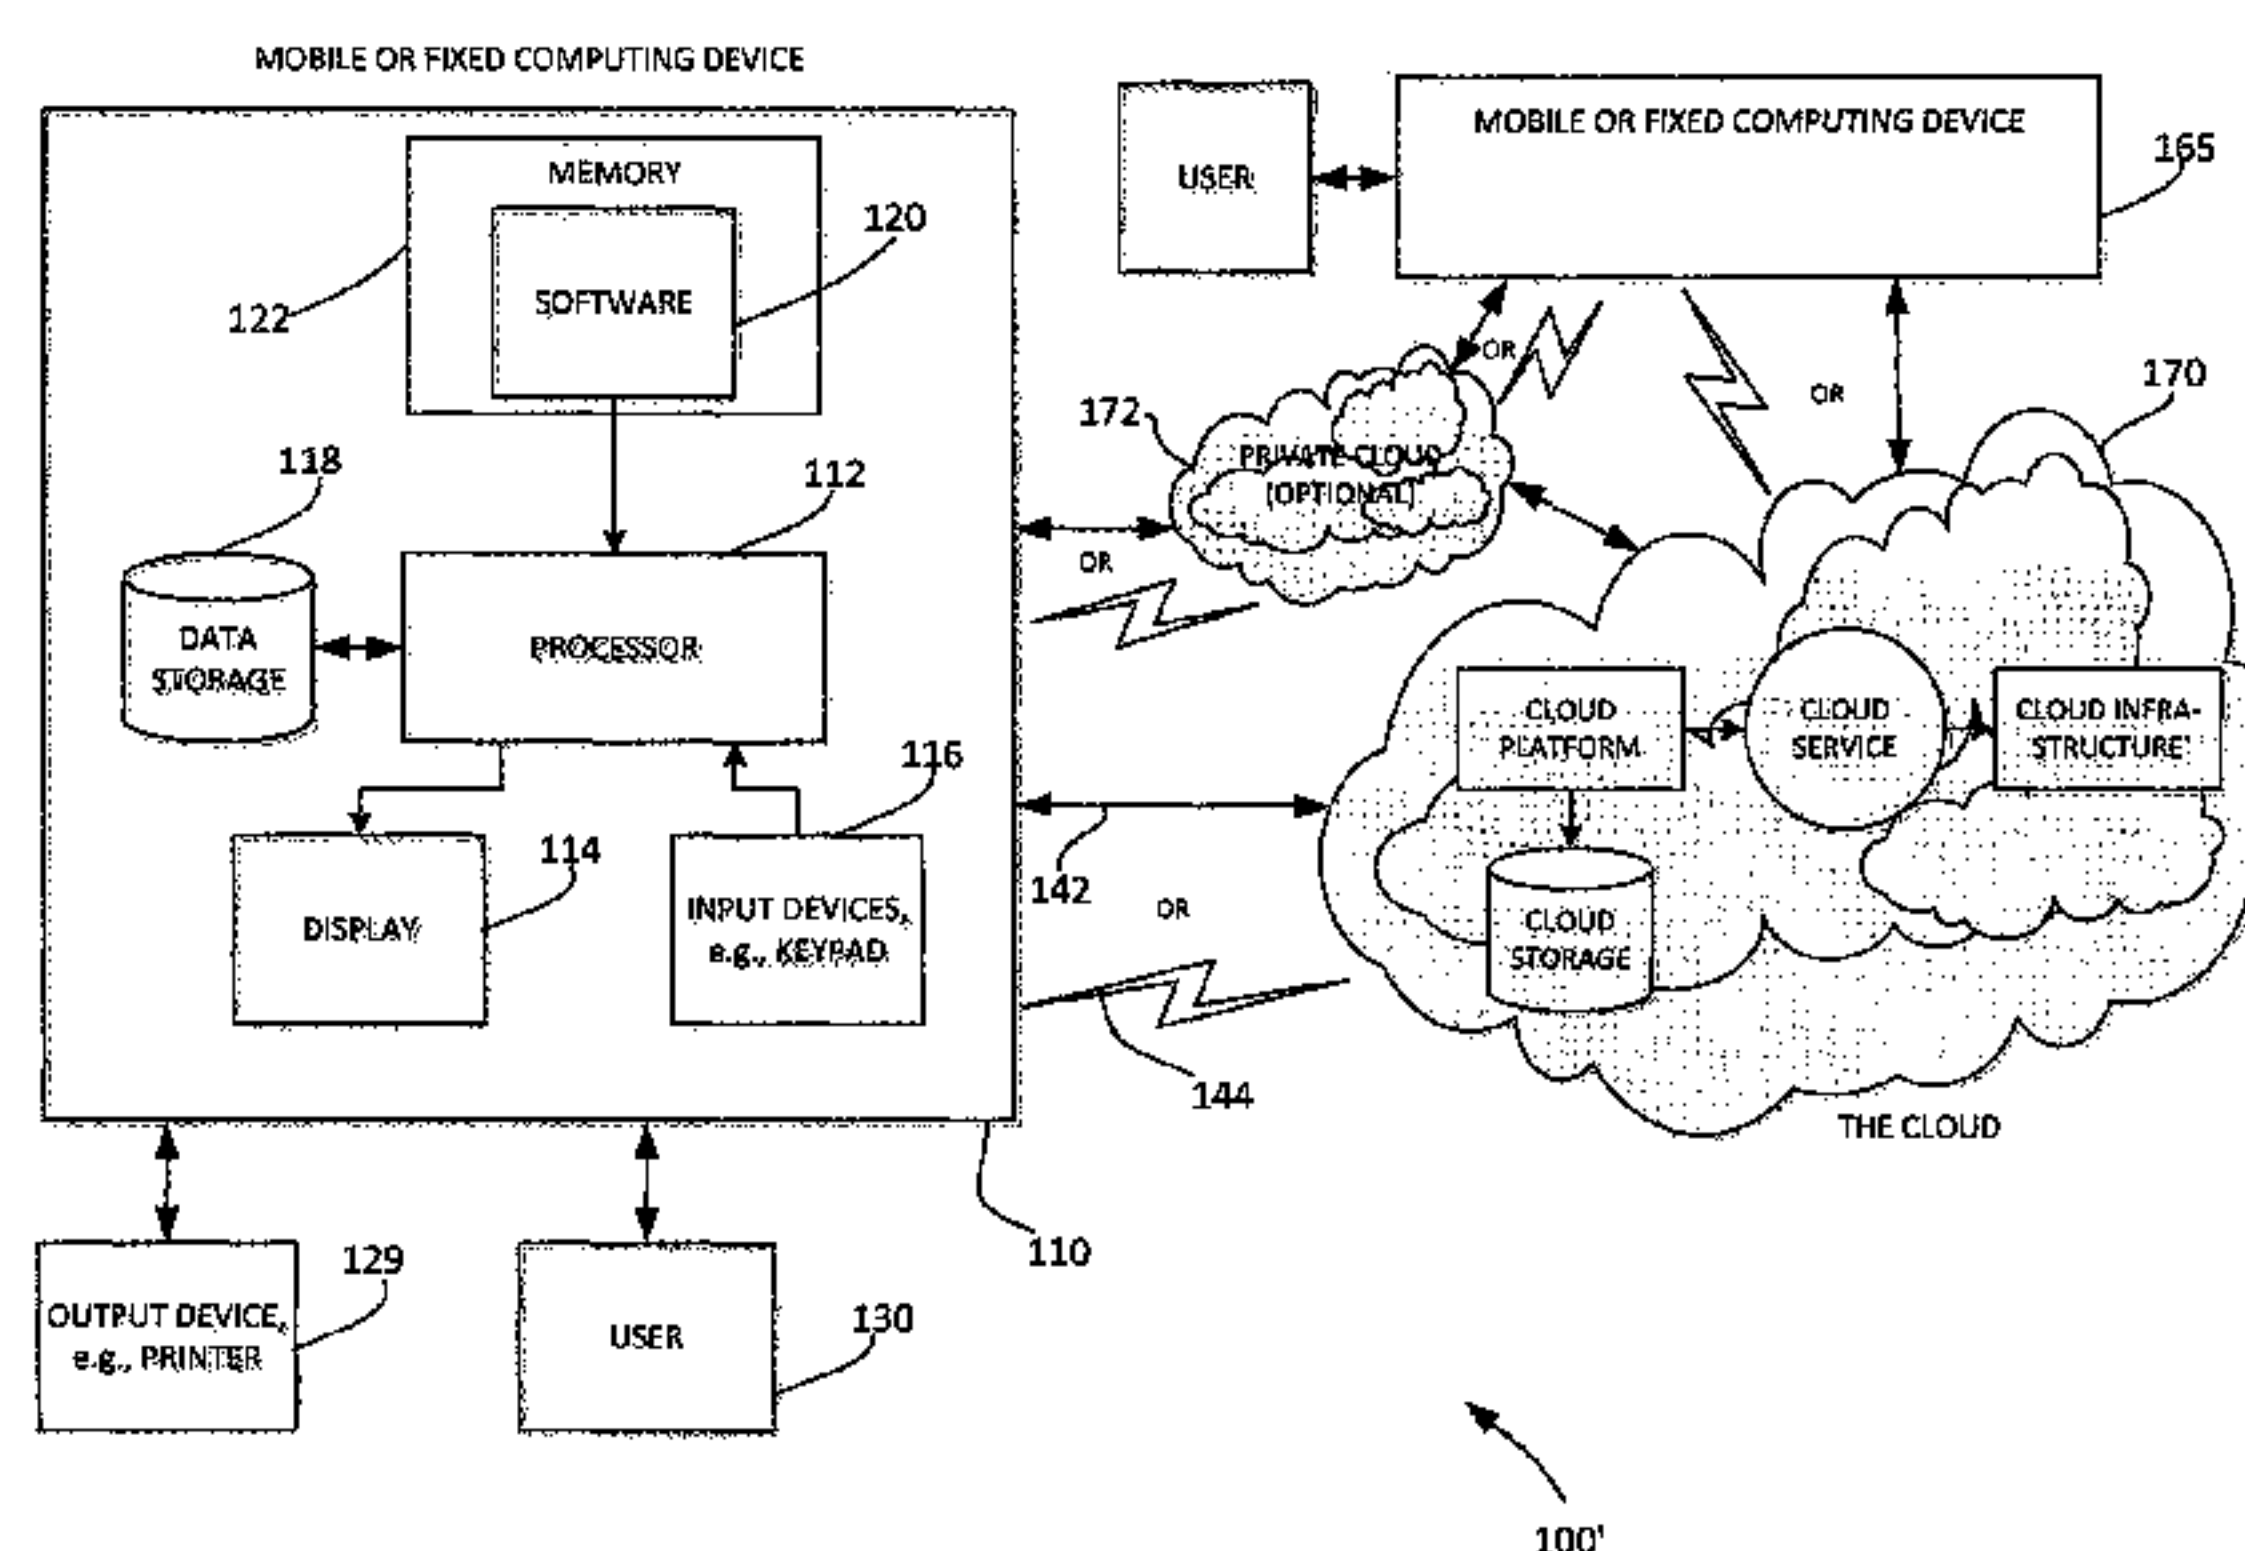 MOBILE OR FIXED COMPUTING DEVICE
MEMORY
SOFTWARE
120
122
118
112
DATA
STORAGE
PROCESSOR
116
114
DISPLAY
INPUT DEVICES,
e.g., KEYPAD
110
129
OUTPUT DEVICE,
e.g., PRINTER
130
USER
USER
MOBILE OR FIXED COMPUTING DEVICE
165
OR
OR
170
172
PRIVATE CLOUD
(OPTIONAL)
OR
CLOUD
PLATFORM
CLOUD
SERVICE
CLOUD INFRA-
STRUCTURE
142
OR
CLOUD
STORAGE
144
THE CLOUD
100'